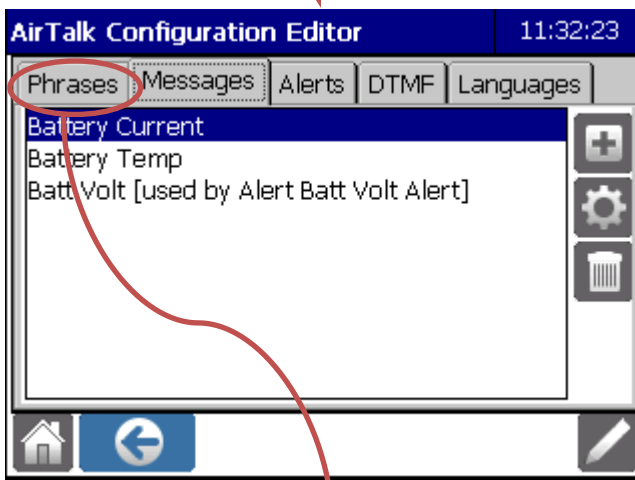 AirTalk Configuration Editor 11:32:23
Phrases Messages Alerts DTMF Languages
Battery Current
Battery Temp
Batt Volt [used by Alert Batt Volt Alert]